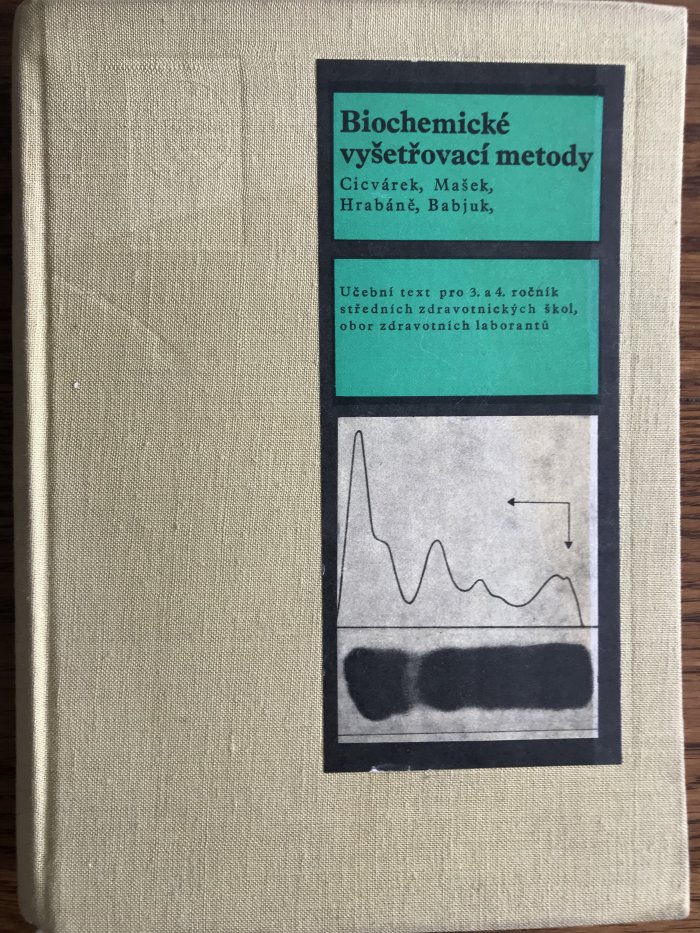 Biochemické
vyšetřovací metody
Cicvárek, Mašek,
Hrabáně, Babjuk,
Učební text pro 3. a 4. ročník
středních zdravotnických škol,
obor zdravotních laborantů